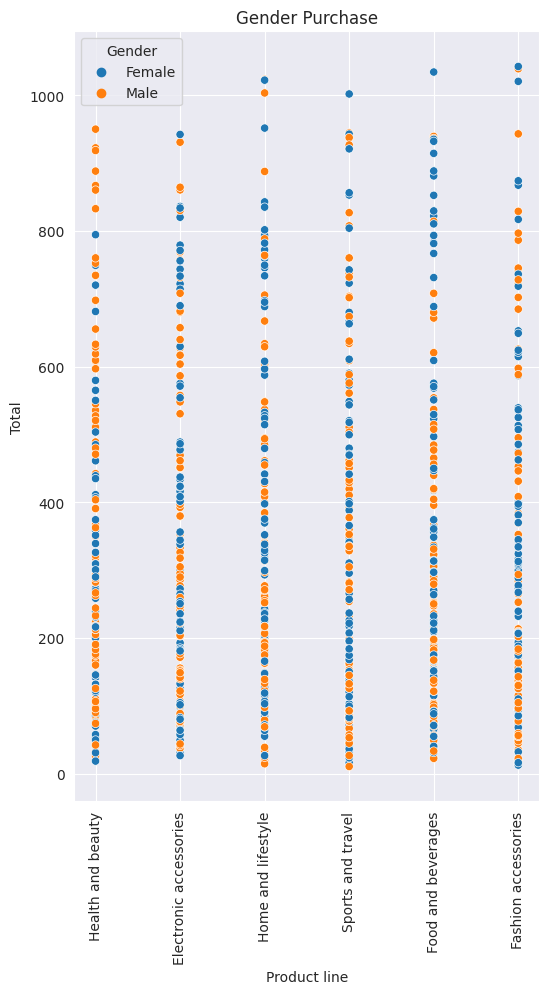 Gender Purchase
Gender
Female
Male
1000
800
600
400
200
0
Total
Health and beauty
Electronic accessories
Home and lifestyle
Sports and travel
Food and beverages
Fashion accessories
Product line